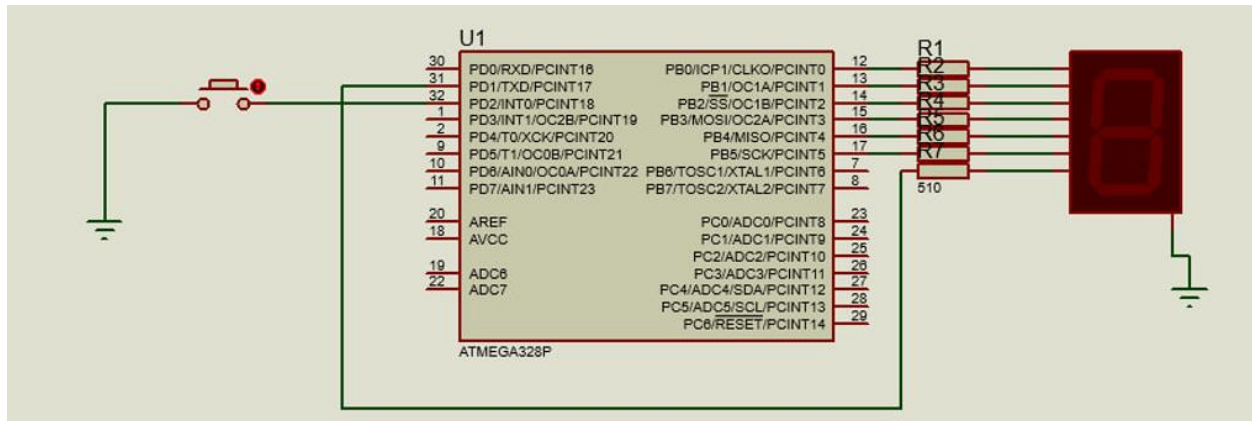 U1
30 PD0/RXD/PCINT16
31 PD1/TXD/PCINT17
32 PD2/INT0/PCINT18
1 PD3/INT1/OC2B/PCINT19
2 PD4/T0/XCK/PCINT20
9 PD5/T1/OC0B/PCINT21
10 PD6/AIN0/OC0A/PCINT22
11 PD7/AIN1/PCINT23
20 AREF
18 AVCC
19 ADC6
22 ADC7
PB0/ICP1/CLKO/PCINT0 12
PB1/OC1A/PCINT1 13
PB2/SS/OC1B/PCINT2 14
PB3/MOSI/OC2A/PCINT3 15
PB4/MISO/PCINT4 16
PB5/SCK/PCINT5 17
PB6/TOSC1/XTAL1/PCINT6 7
PB7/TOSC2/XTAL2/PCINT7 8
PC0/ADC0/PCINT8 23
PC1/ADC1/PCINT9 24
PC2/ADC2/PCINT10 25
PC3/ADC3/PCINT11 26
PC4/ADC4/SDA/PCINT12 27
PC5/ADC5/SCL/PCINT13 28
PC6/RESET/PCINT14 29
ATMEGA328P
R1
R2
R3
R4
R5
R6
R7
510